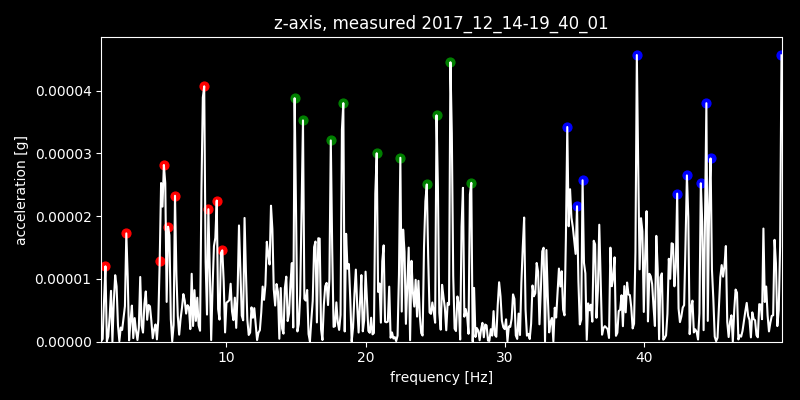 z-axis, measured 2017_12_14-19_40_01
0.00004
0.00003
0.00002
0.00001
0.00000
acceleration [g]
10 20 30 40
frequency [Hz]